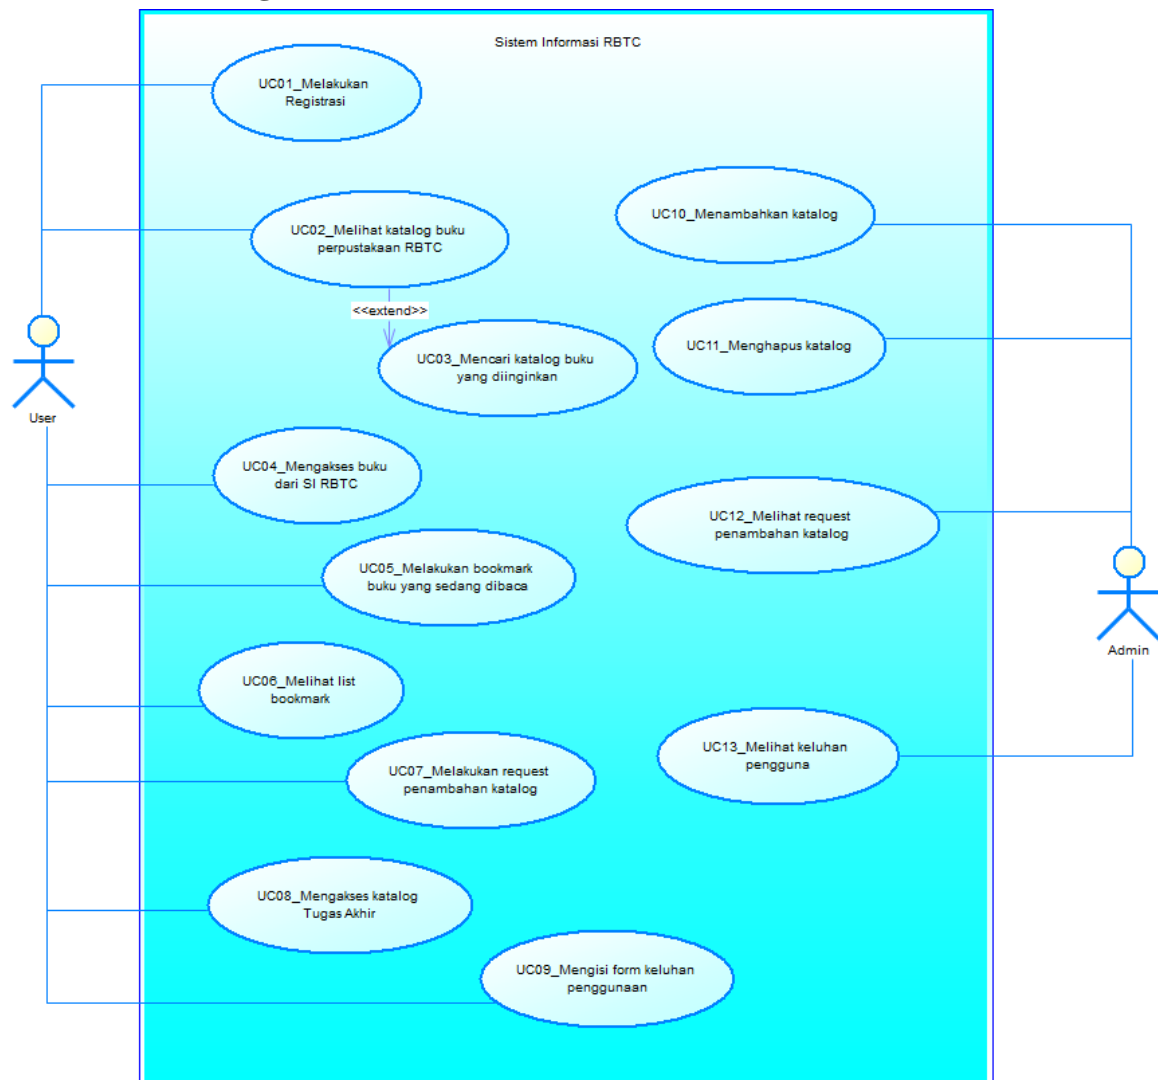 Sistem Informasi RBTC
UC01_Melakukan
Registrasi
UC02_Melihat katalog buku
perpustakaan RBTC
<<extend>>
UC03_Mencari katalog buku
yang diinginkan
User
UC04_Mengakses buku
dari SI RBTC
UC05_Melakukan bookmark
buku yang sedang dibaca
UC06_Melihat list
bookmark
UC07_Melakukan request
penambahan katalog
UC08_Mengakses katalog
Tugas Akhir
UC09_Mengisi form keluhan
penggunaan
UC10_Menambahkan katalog
UC11_Menghapus katalog
UC12_Melihat request
penambahan katalog
Admin
UC13_Melihat keluhan
pengguna